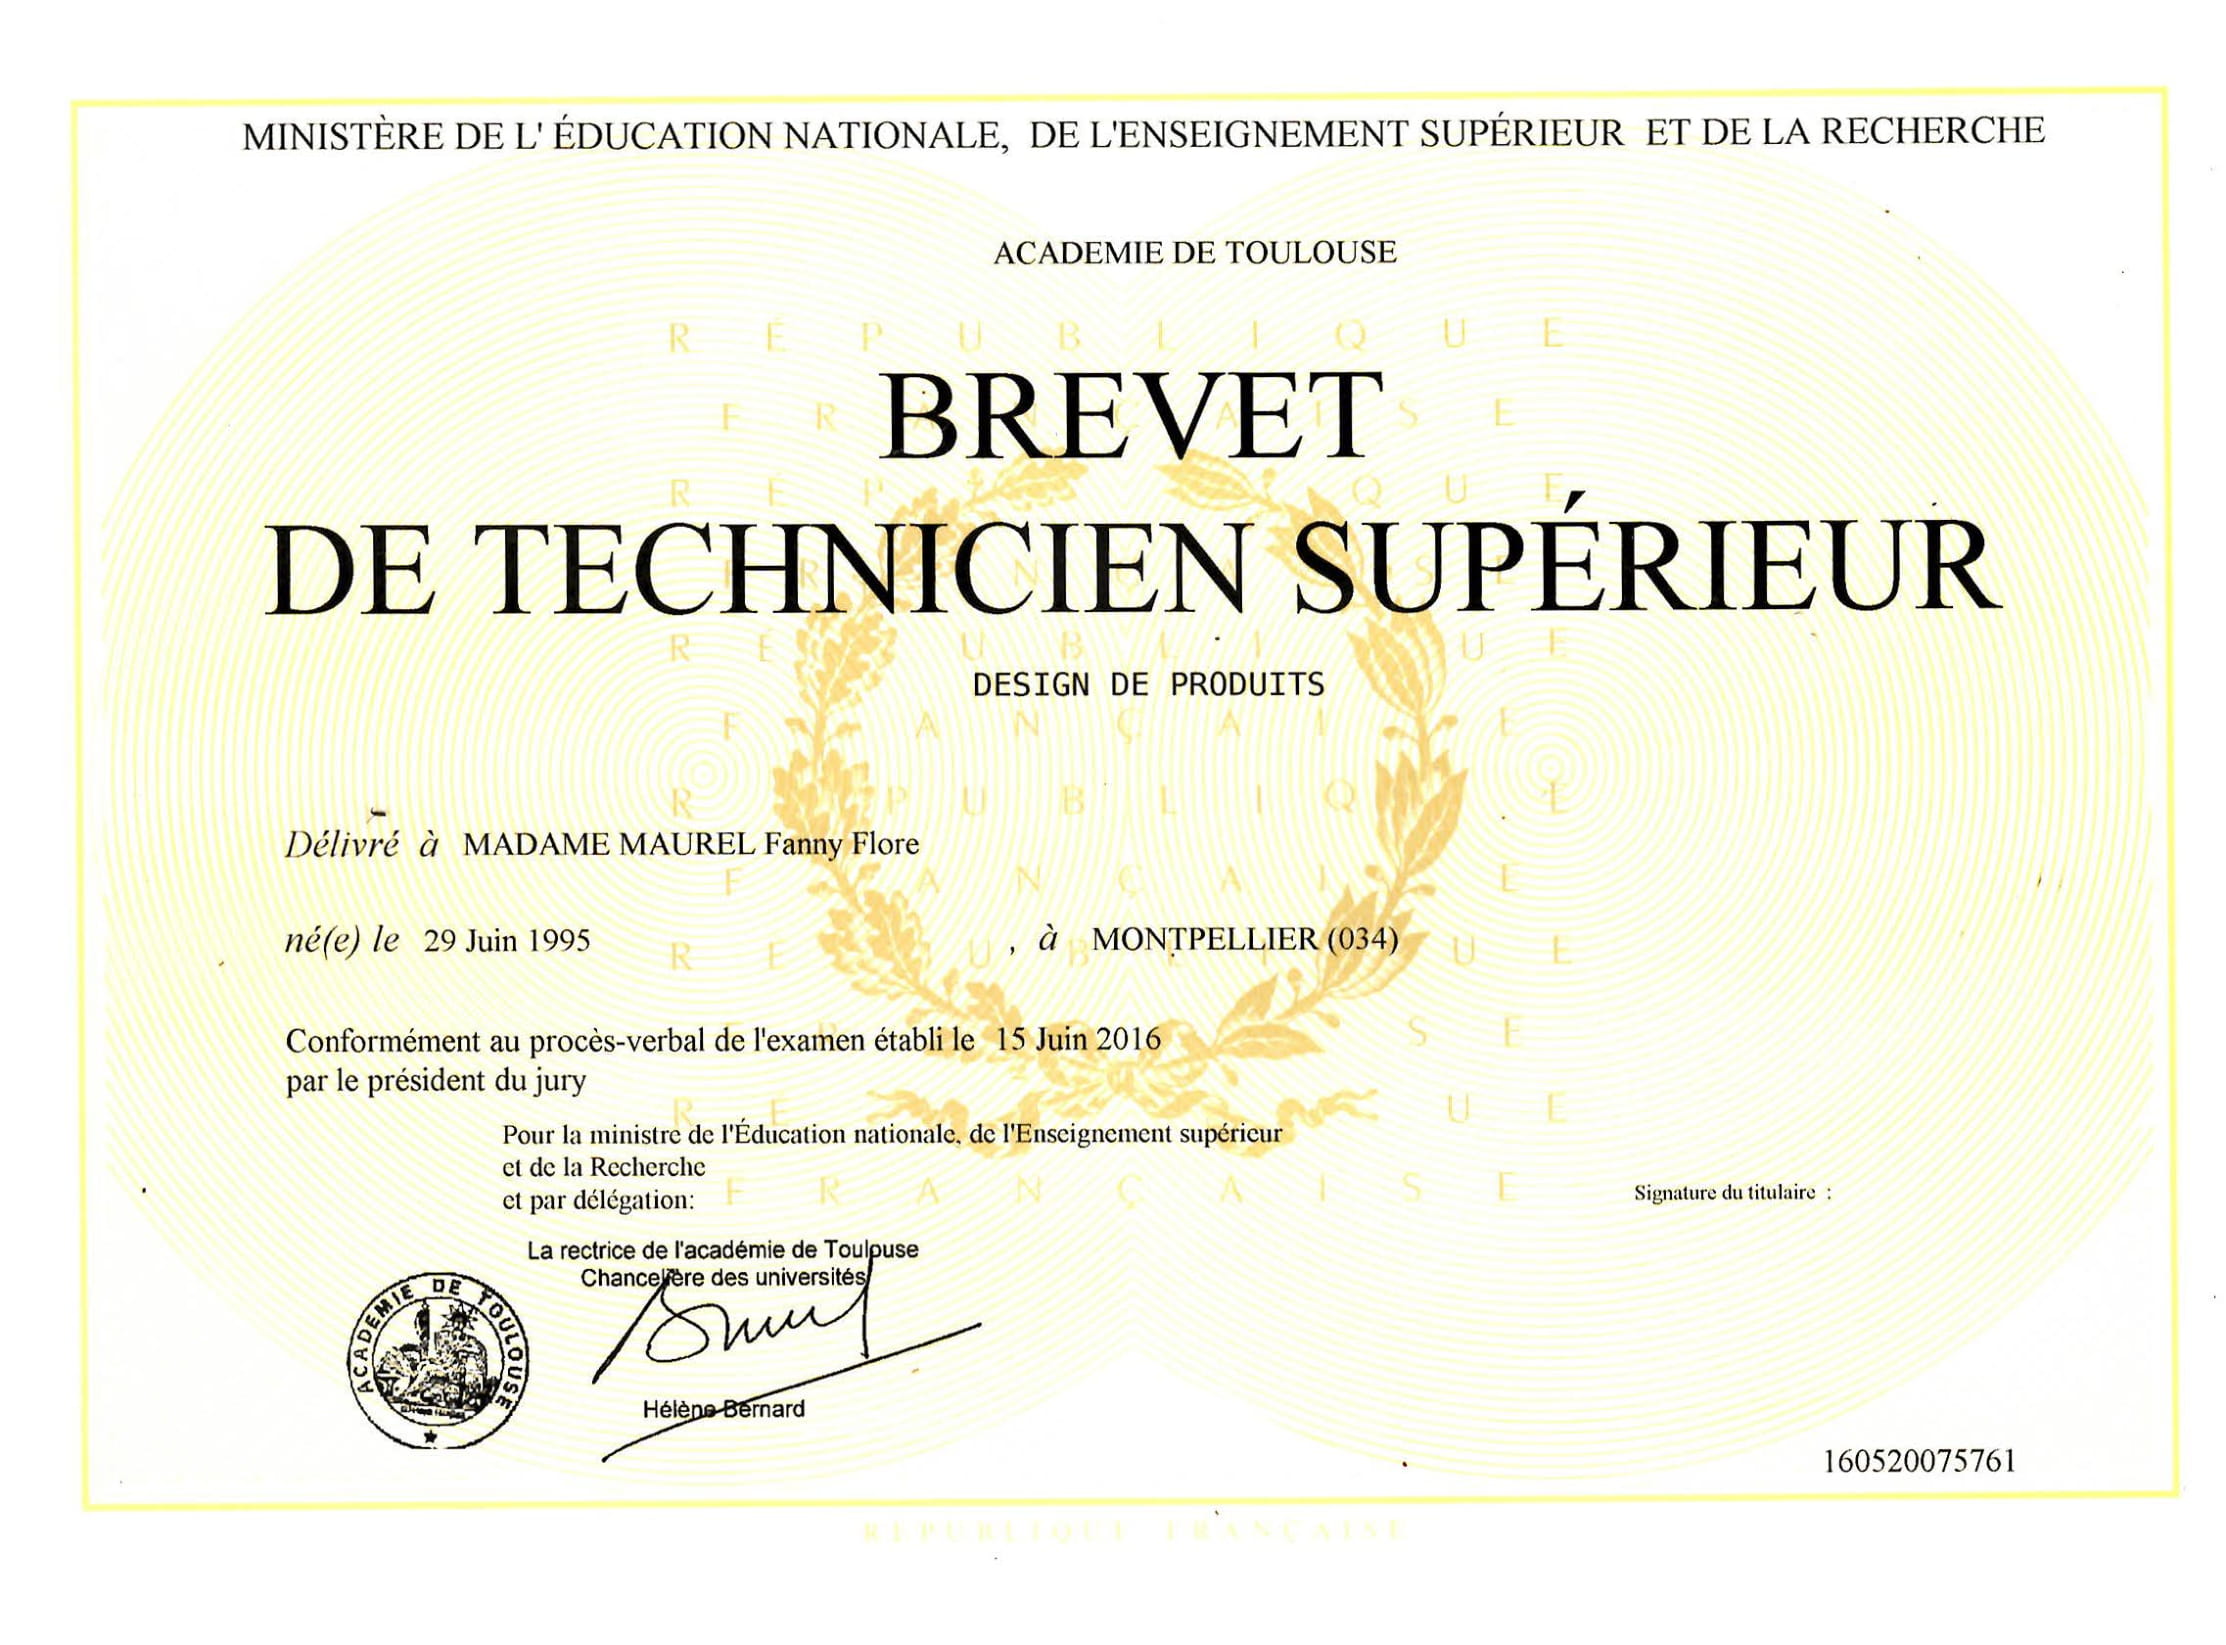 MINISTÈRE DE L' ÉDUCATION NATIONALE, DE L'ENSEIGNEMENT SUPÉRIEUR ET DE LA RECHERCHE
ACADEMIE DE TOULOUSE
RÉPUBLIQUE
FRANÇAISE
BREVET
DE TECHNICIEN SUPÉRIEUR
DESIGN DE PRODUITS
Délivré à MADAME MAUREL Fanny Flore
né(e) le 29 Juin 1995 , à MONTPELLIER (034)
Conformément au procès-verbal de l'examen établi le 15 Juin 2016
par le président du jury
Pour la ministre de l'Éducation nationale, de l'Enseignement supérieur
et de la Recherche
et par délégation:
Signature du titulaire :
La rectrice de l'académie de Toulouse
Chancelière des universités
ACADEMIE DE TOULOUSE
Hélène Bernard
160520075761
RÉPUBLIQUE FRANÇAISE